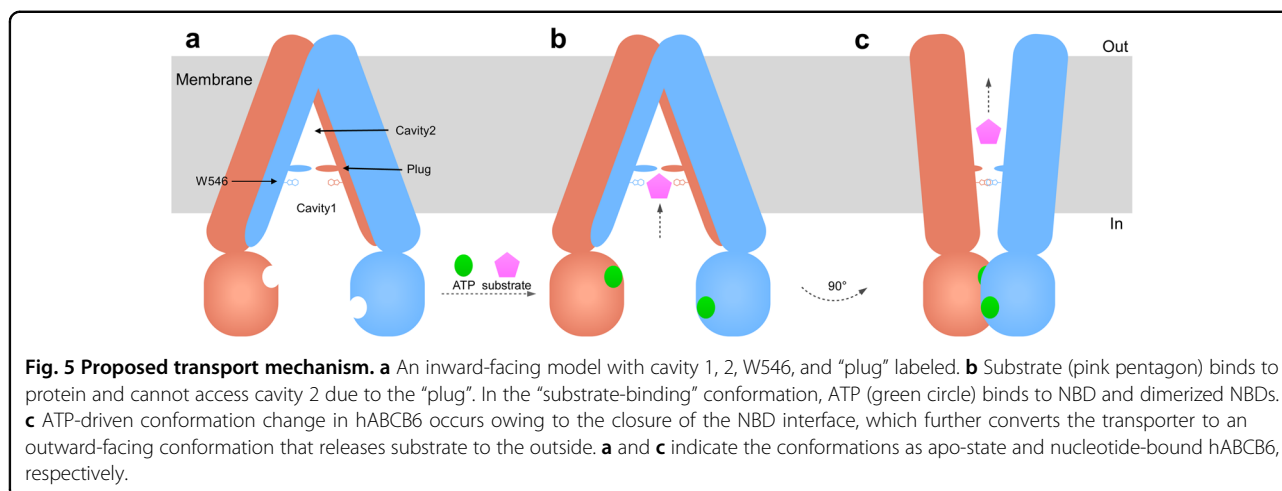 a
b
c
Out
Membrane
Cavity2
W546
Plug
Cavity1
In
ATP substrate
90°
Fig. 5 Proposed transport mechanism. a An inward-facing model with cavity 1, 2, W546, and “plug” labeled. b Substrate (pink pentagon) binds to
protein and cannot access cavity 2 due to the “plug”. In the “substrate-binding” conformation, ATP (green circle) binds to NBD and dimerized NBDs.
c ATP-driven conformation change in hABCB6 occurs owing to the closure of the NBD interface, which further converts the transporter to an
outward-facing conformation that releases substrate to the outside. a and c indicate the conformations as apo-state and nucleotide-bound hABCB6,
respectively.